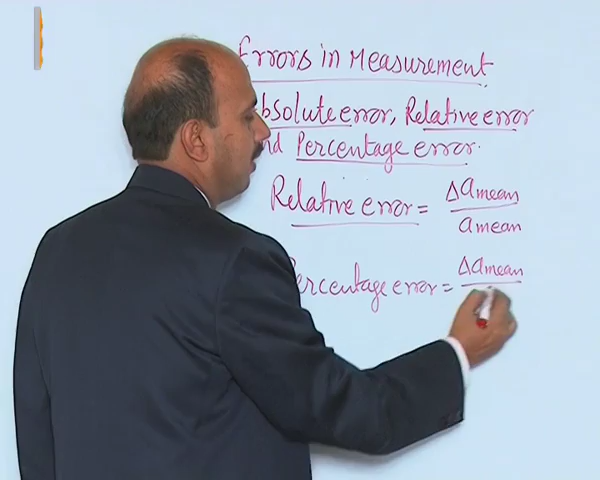 Errors in Measurement
bsolute error, Relative error
nd Percentage error.
Relative error = Δamean
amean
ercentage error = Δamean